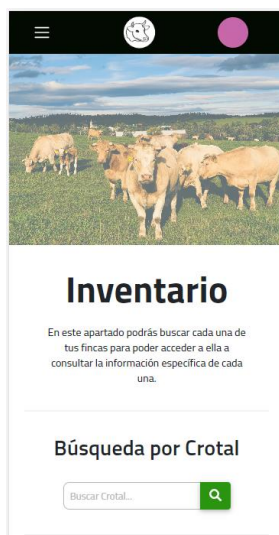 Inventario
En este apartado podrás buscar cada una de
tus fincas para poder acceder a ella a
consultar la información específica de cada
una.
Búsqueda por Crotal
Buscar Crotal...